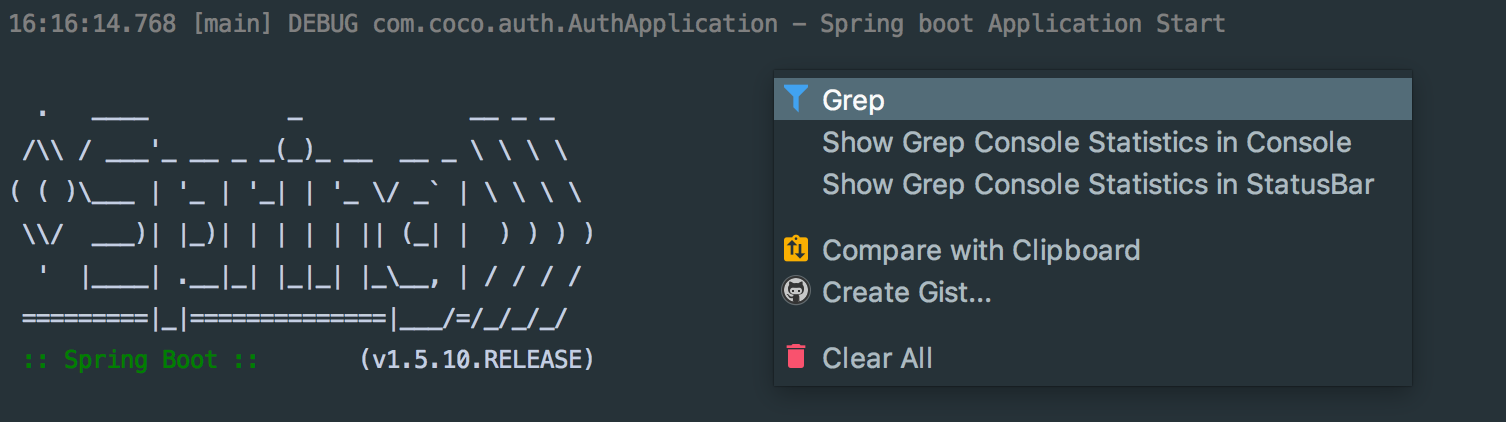 16:16:14.768 [main] DEBUG com.coco.auth.AuthApplication - Spring boot Application Start
  .   ____          _            __ _ _
 /\\ / ___'_ __ _ _(_)_ __  __ _ \ \ \ \
( ( )\___ | '_ | '_| | '_ \/ _` | \ \ \ \
 \\/  ___)| |_)| | | | | || (_| |  ) ) ) )
  '  |____| .__|_| |_|_| |_\__, | / / / /
 =========|_|==============|___/=/_/_/_/
 :: Spring Boot ::       (v1.5.10.RELEASE)
Grep
Show Grep Console Statistics in Console
Show Grep Console Statistics in StatusBar
Compare with Clipboard
Create Gist...
Clear All